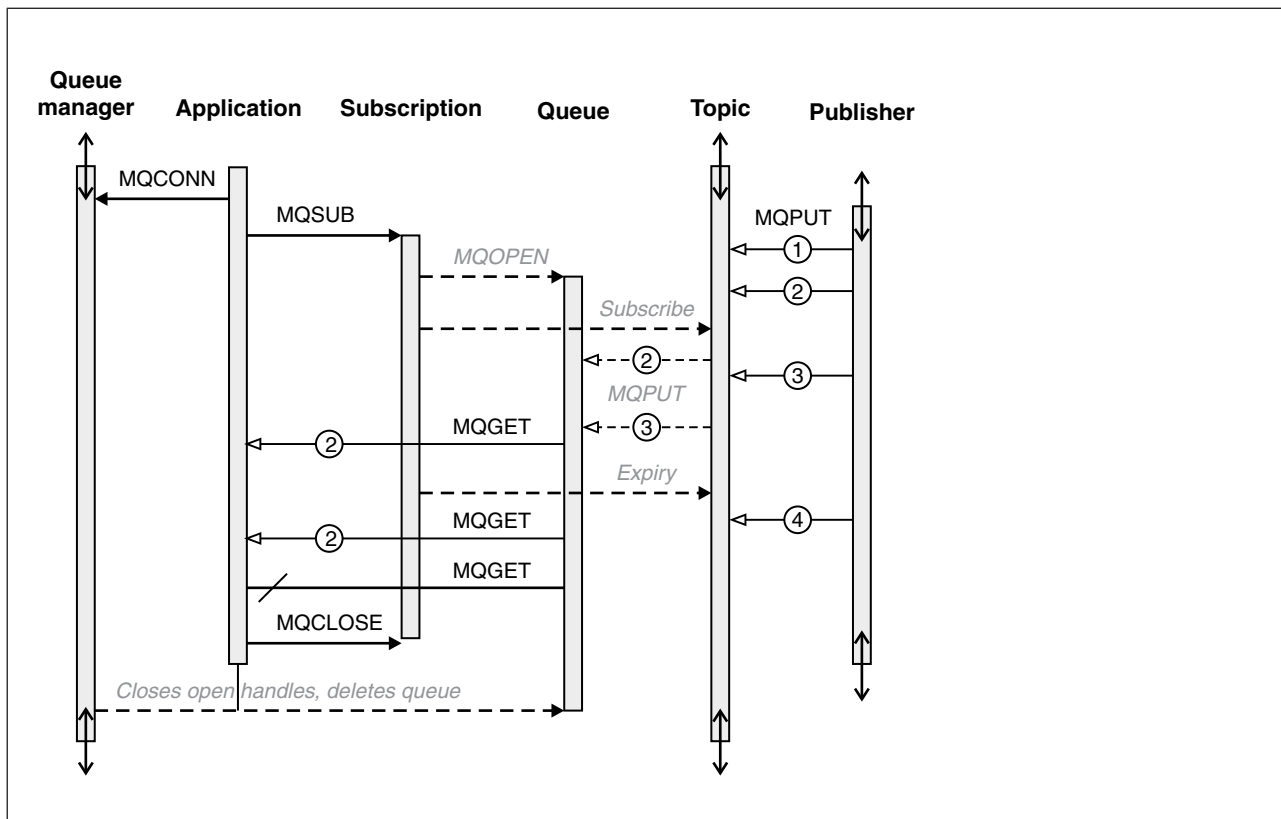 Queue
manager
Application
Subscription
Queue
Topic
Publisher
MQCONN
MQSUB
MQPUT
1
MQOPEN
2
Subscribe
2
3
MQPUT
3
MQGET
2
Expiry
4
MQGET
2
MQGET
MQCLOSE
Closes open handles, deletes queue